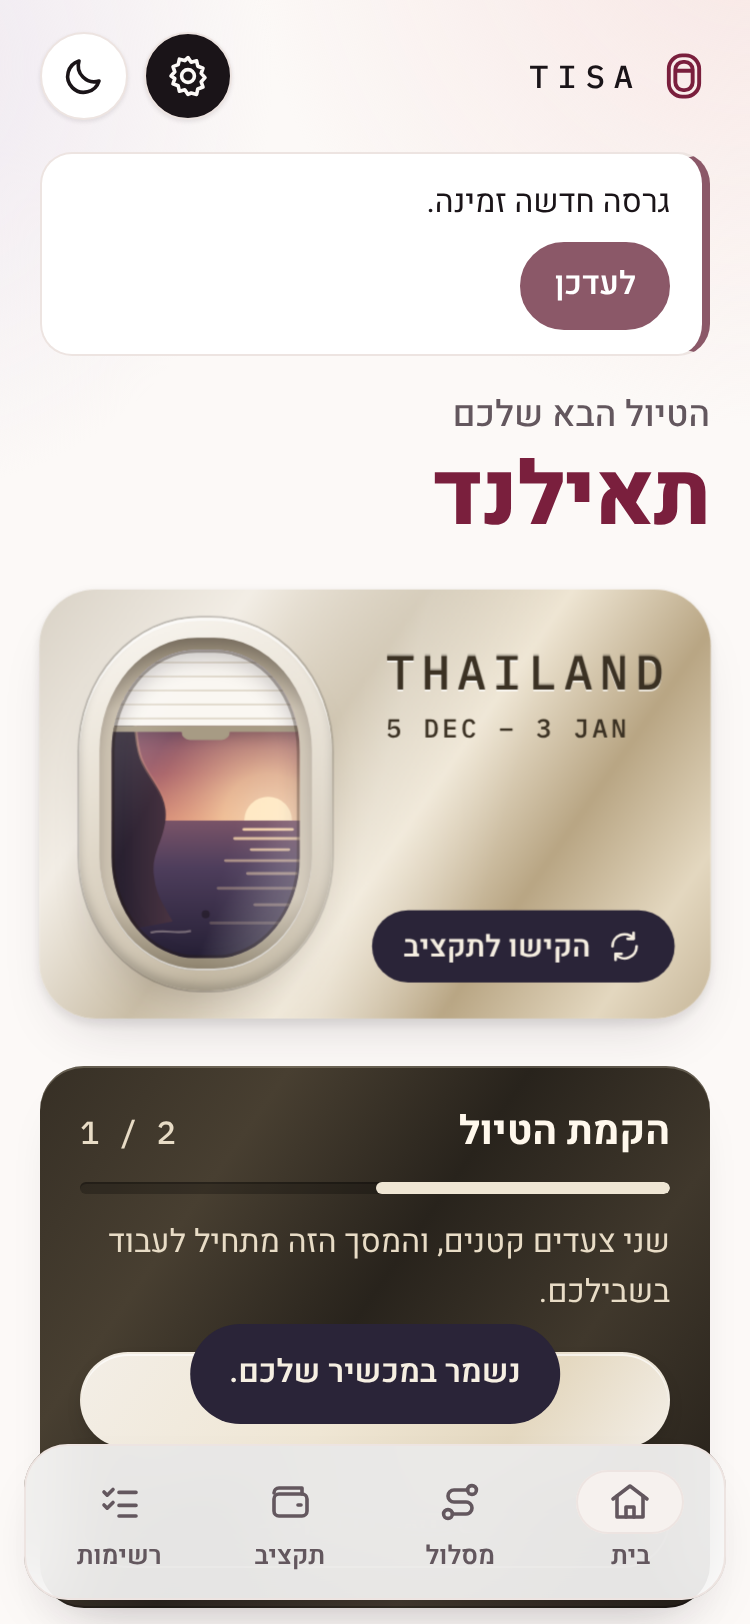 TISA
גרסה חדשה זמינה.
לעדכן
הטיול הבא שלכם
תאילנד
THAILAND
5 DEC – 3 JAN
הקישו לתקציב
הקמת הטיול
1 / 2
שני צעדים קטנים, והמסך הזה מתחיל לעבוד
בשבילכם.
נשמר במכשיר שלכם.
בית
מסלול
תקציב
רשימות